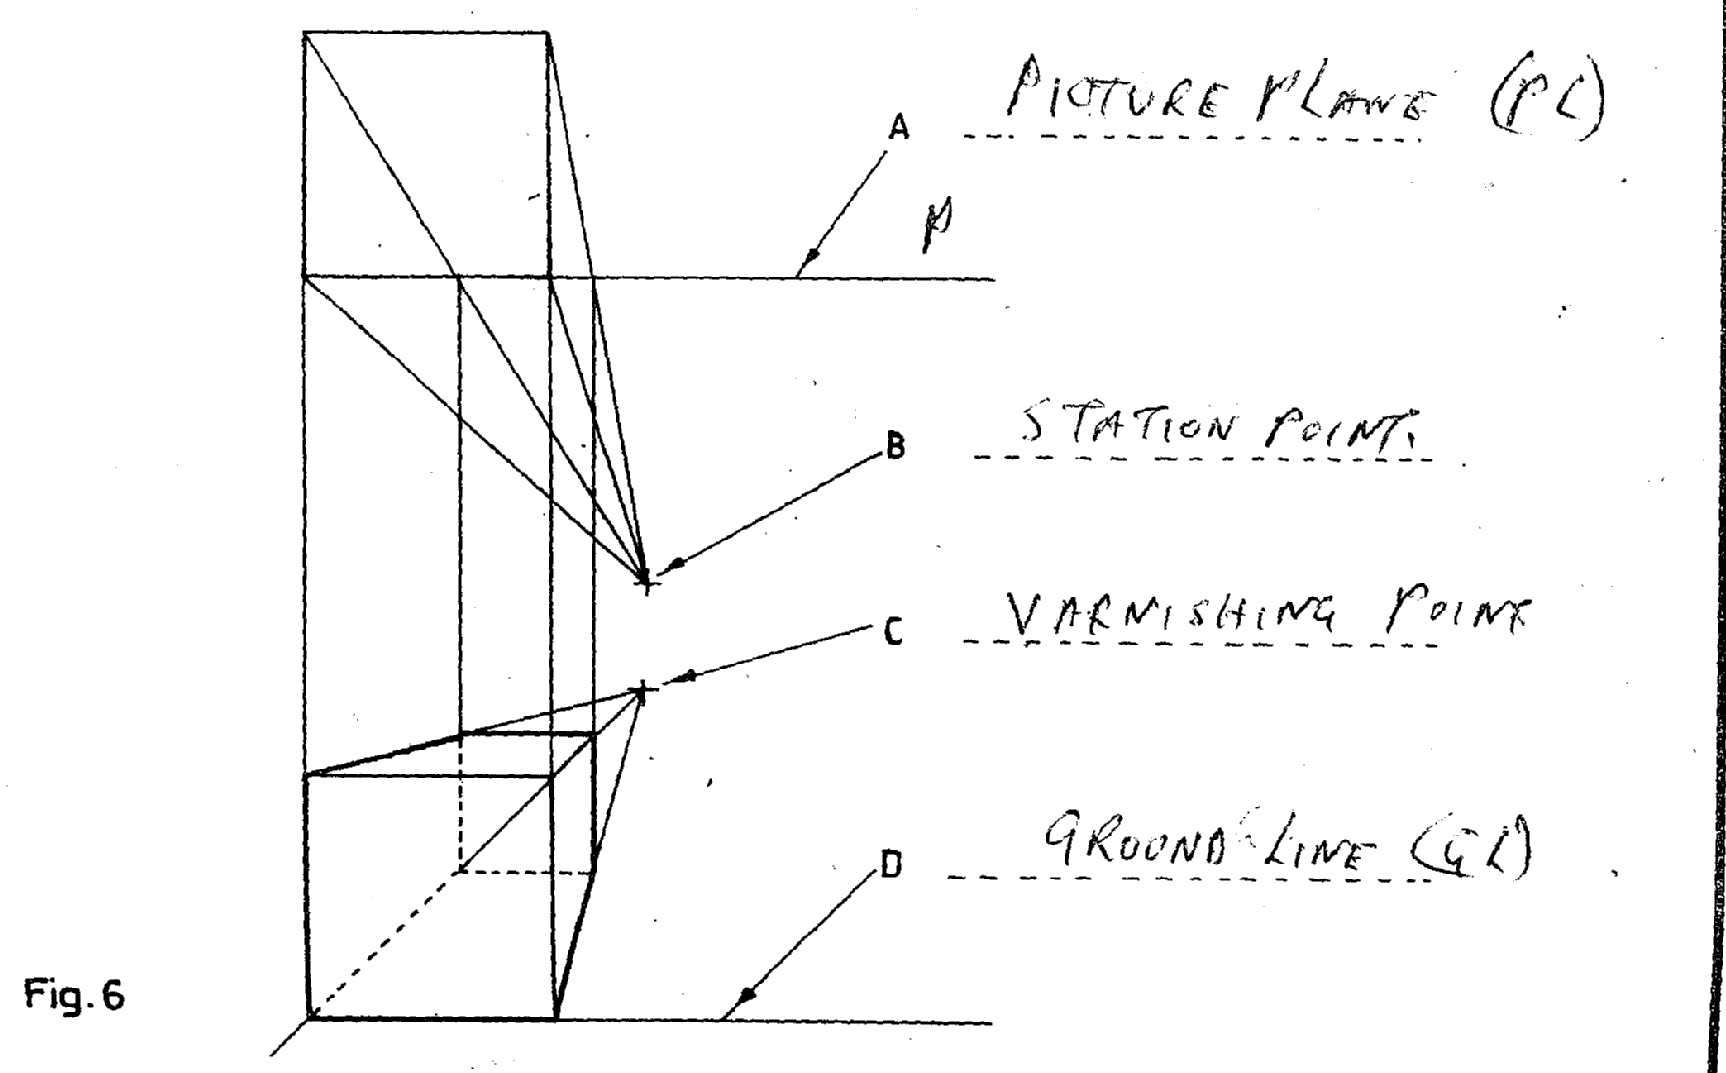 A PICTURE PLANE (PL)
P
B STATION POINT.
C VARNISHING POINT
D GROUND LINE (GL)
Fig.6